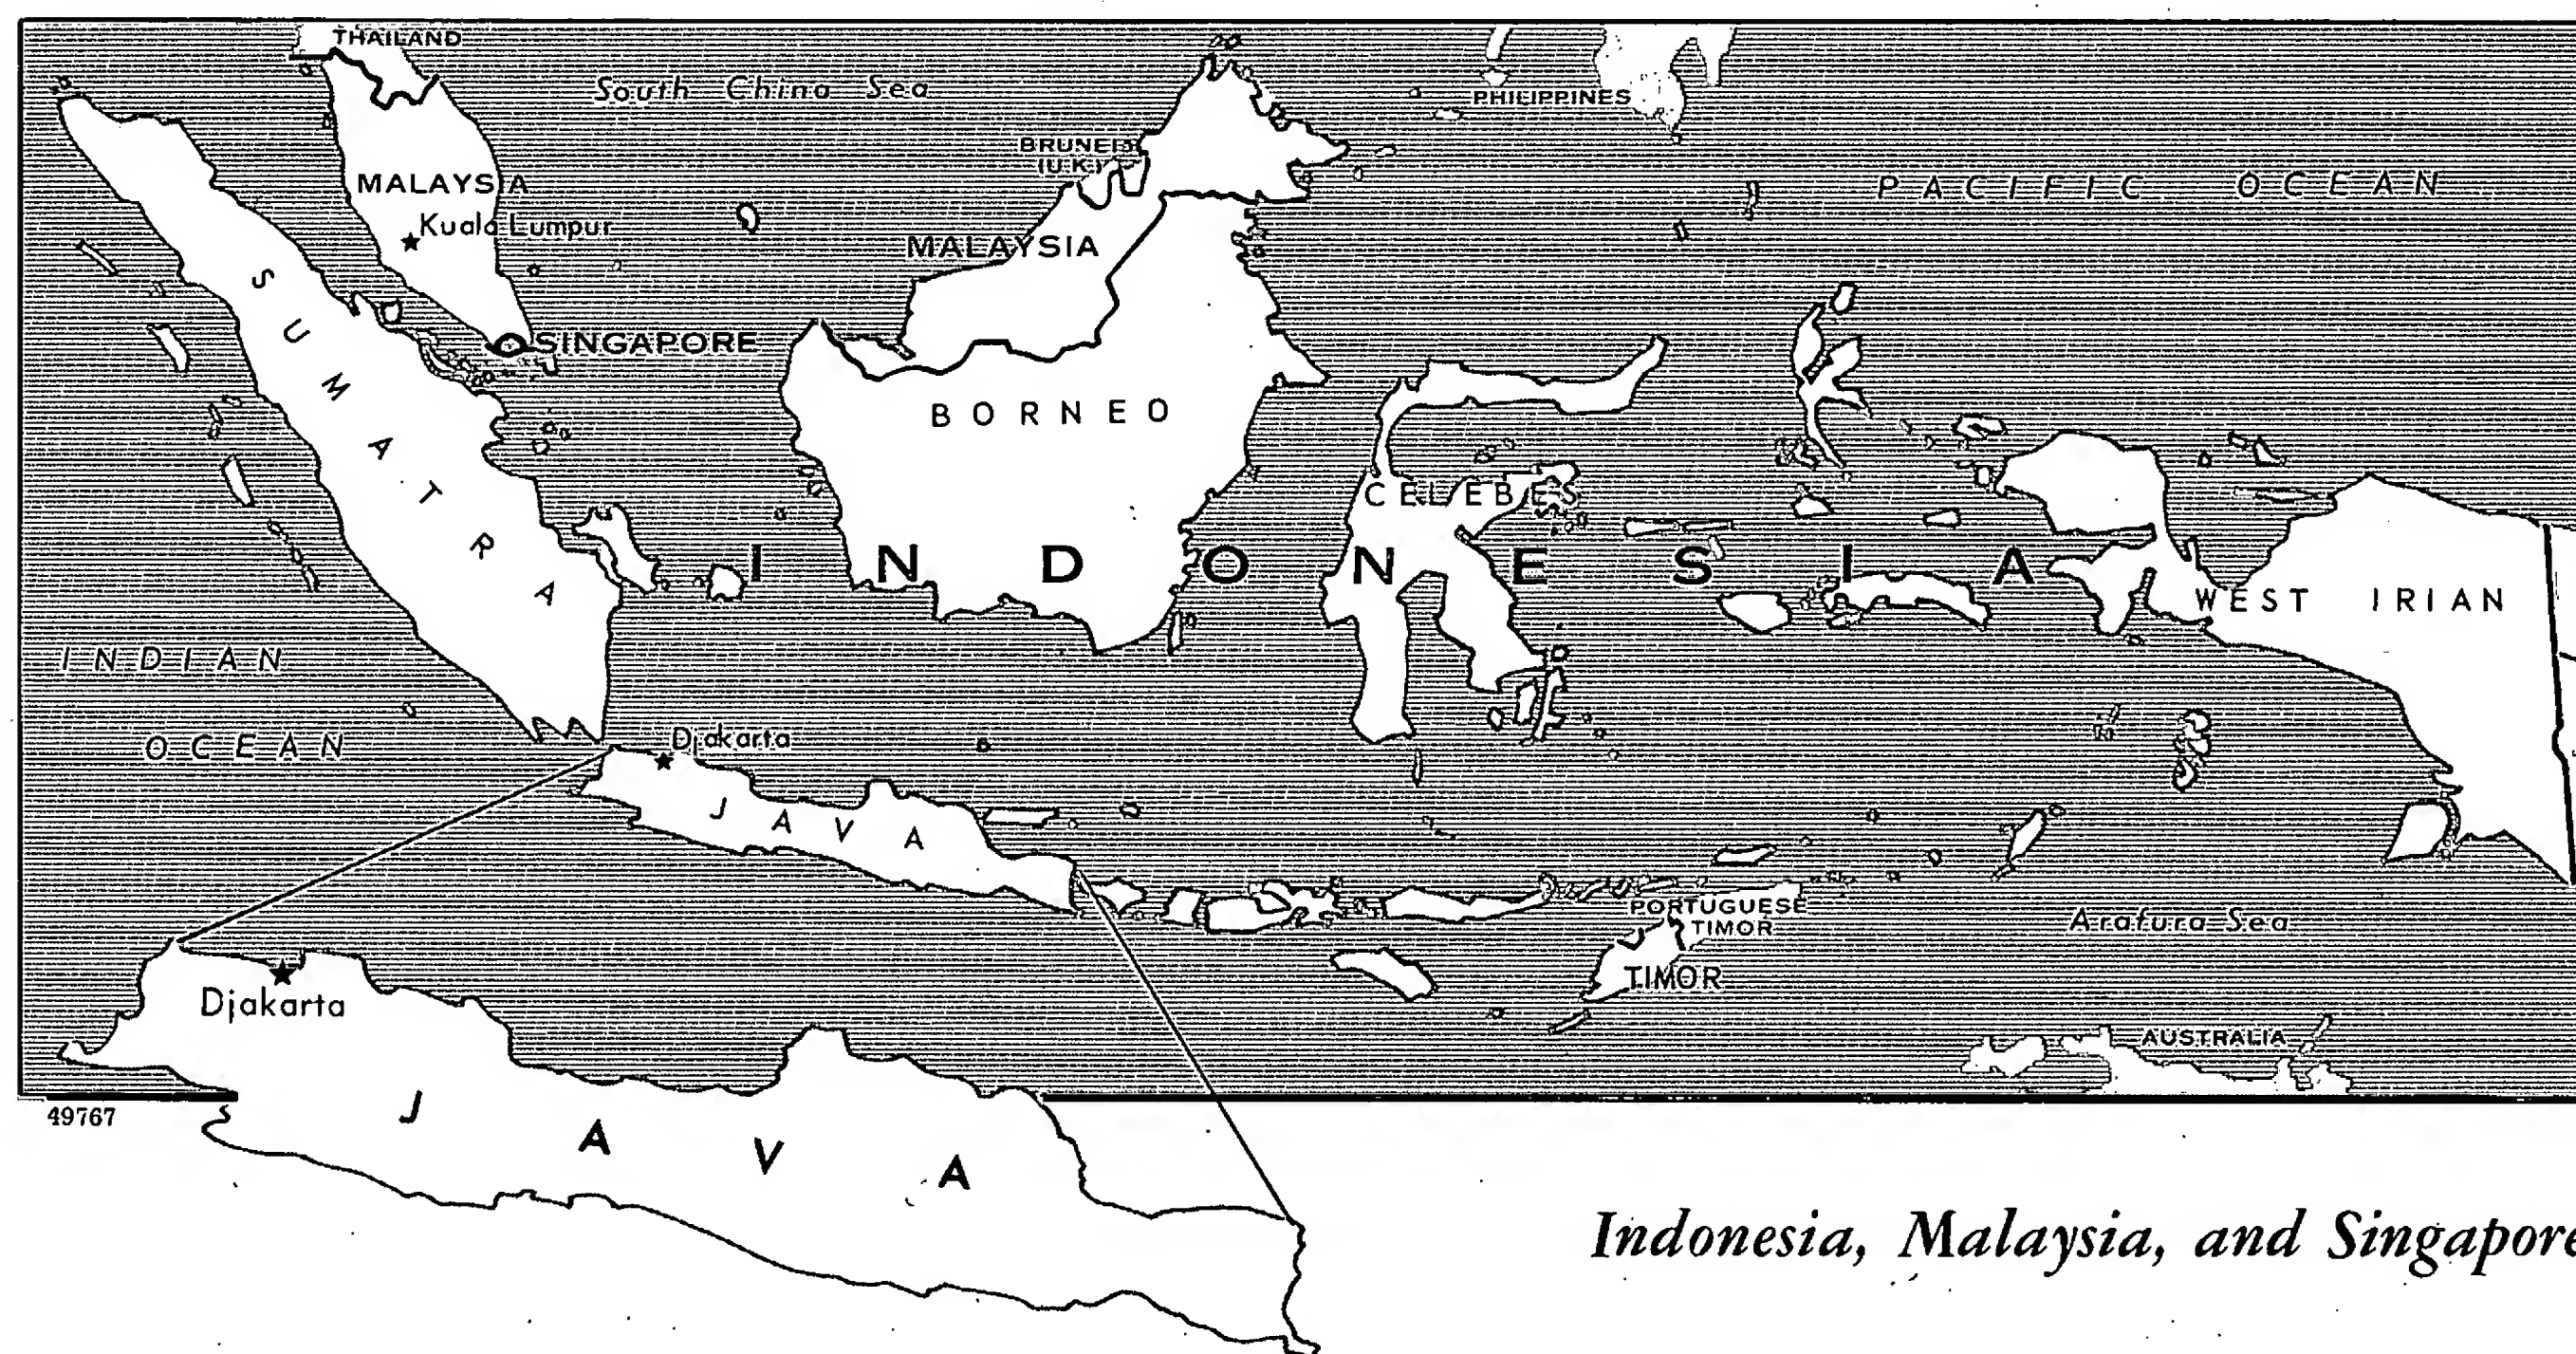 THAILAND
South China Sea
PHILIPPINES
BRUNEI
(U.K.)
MALAYSIA
PACIFIC OCEAN
Kuala Lumpur
MALAYSIA
SUMATRA
SINGAPORE
BORNEO
CELEBES
INDONESIA
WEST IRIAN
INDIAN
OCEAN
Djakarta
JAVA
PORTUGUESE
TIMOR
Arafura Sea
TIMOR
Djakarta
AUSTRALIA
49767
JAVA
Indonesia, Malaysia, and Singapore